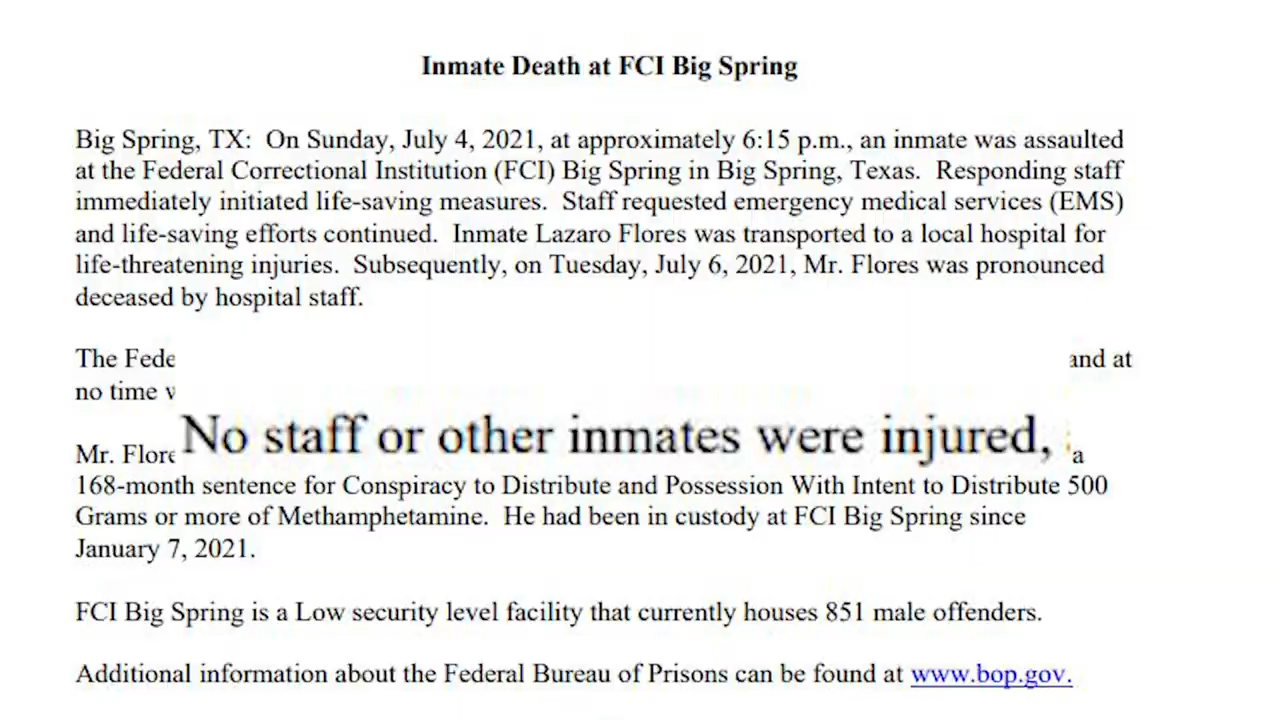 Inmate Death at FCI Big Spring
Big Spring, TX: On Sunday, July 4, 2021, at approximately 6:15 p.m., an inmate was assaulted
at the Federal Correctional Institution (FCI) Big Spring in Big Spring, Texas. Responding staff
immediately initiated life-saving measures. Staff requested emergency medical services (EMS)
and life-saving efforts continued. Inmate Lazaro Flores was transported to a local hospital for
life-threatening injuries. Subsequently, on Tuesday, July 6, 2021, Mr. Flores was pronounced
deceased by hospital staff.
The Fede and at
no time
No staff or other inmates were injured,
Mr. Flore a
168-month sentence for Conspiracy to Distribute and Possession With Intent to Distribute 500
Grams or more of Methamphetamine. He had been in custody at FCI Big Spring since
January 7, 2021.
FCI Big Spring is a Low security level facility that currently houses 851 male offenders.
Additional information about the Federal Bureau of Prisons can be found at www.bop.gov.